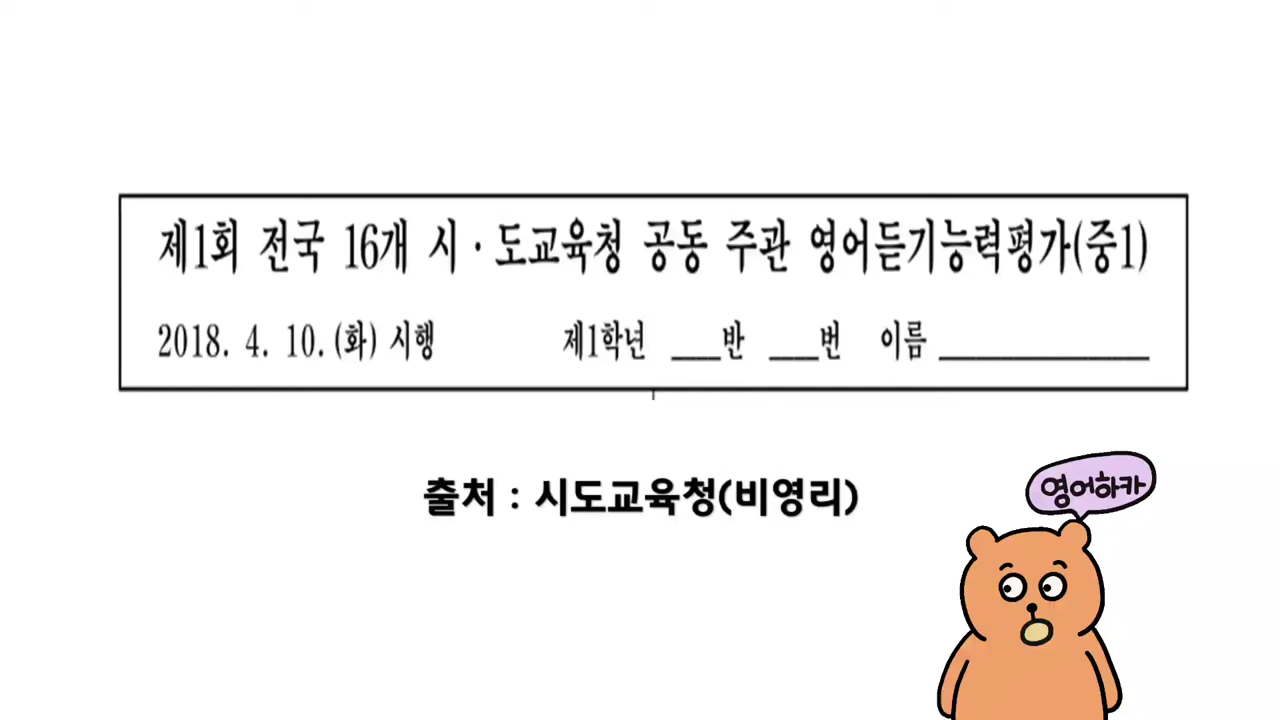 제1회 전국 16개 시·도교육청 공동 주관 영어듣기능력평가(중1)
2018. 4. 10.(화) 시행 제1학년 ___반 ___번 이름 _____________
출처 : 시도교육청(비영리)
영어하카